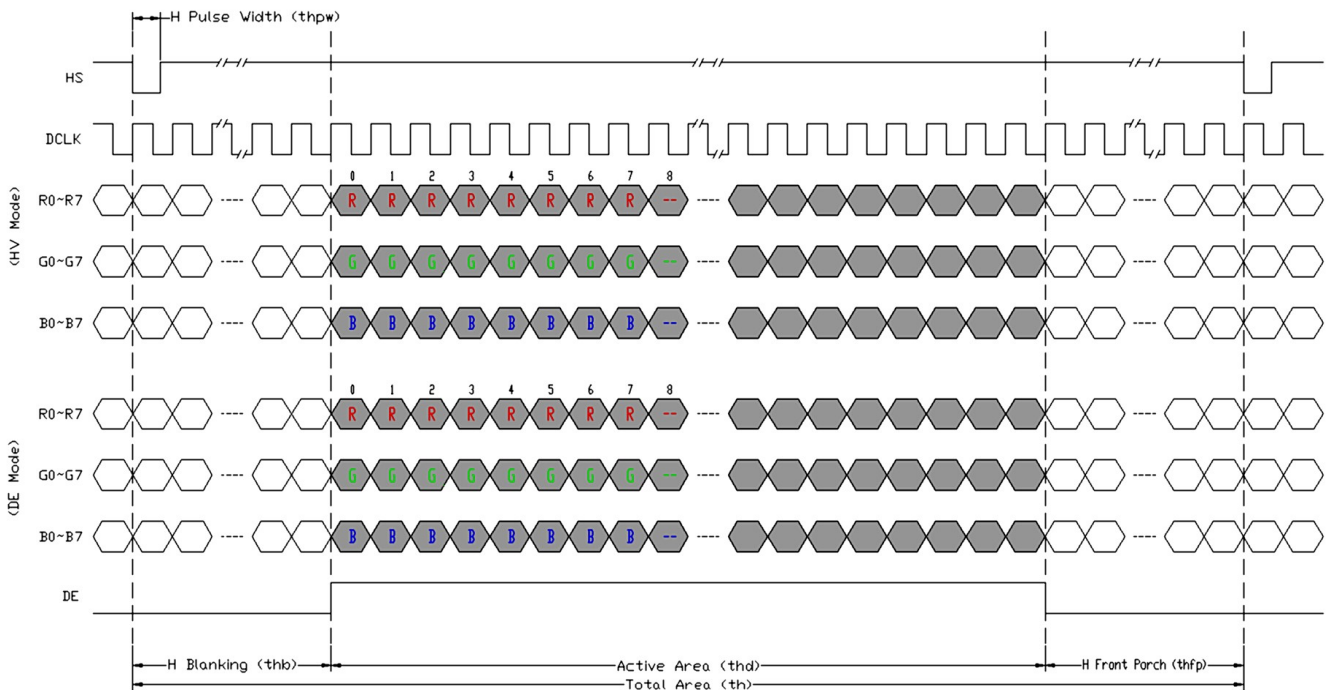 H Pulse Width (thpw)
HS
DCLK
(HV Mode)
0 1 2 3 4 5 6 7 8
R0~R7 R R R R R R R R --
G0~G7 G G G G G G G G --
B0~B7 B B B B B B B B --
(DE Mode)
0 1 2 3 4 5 6 7 8
R0~R7 R R R R R R R R --
G0~G7 G G G G G G G G --
B0~B7 B B B B B B B B --
DE
H Blanking (thb) Active Area (thd) H Front Porch (thfp)
Total Area (th)